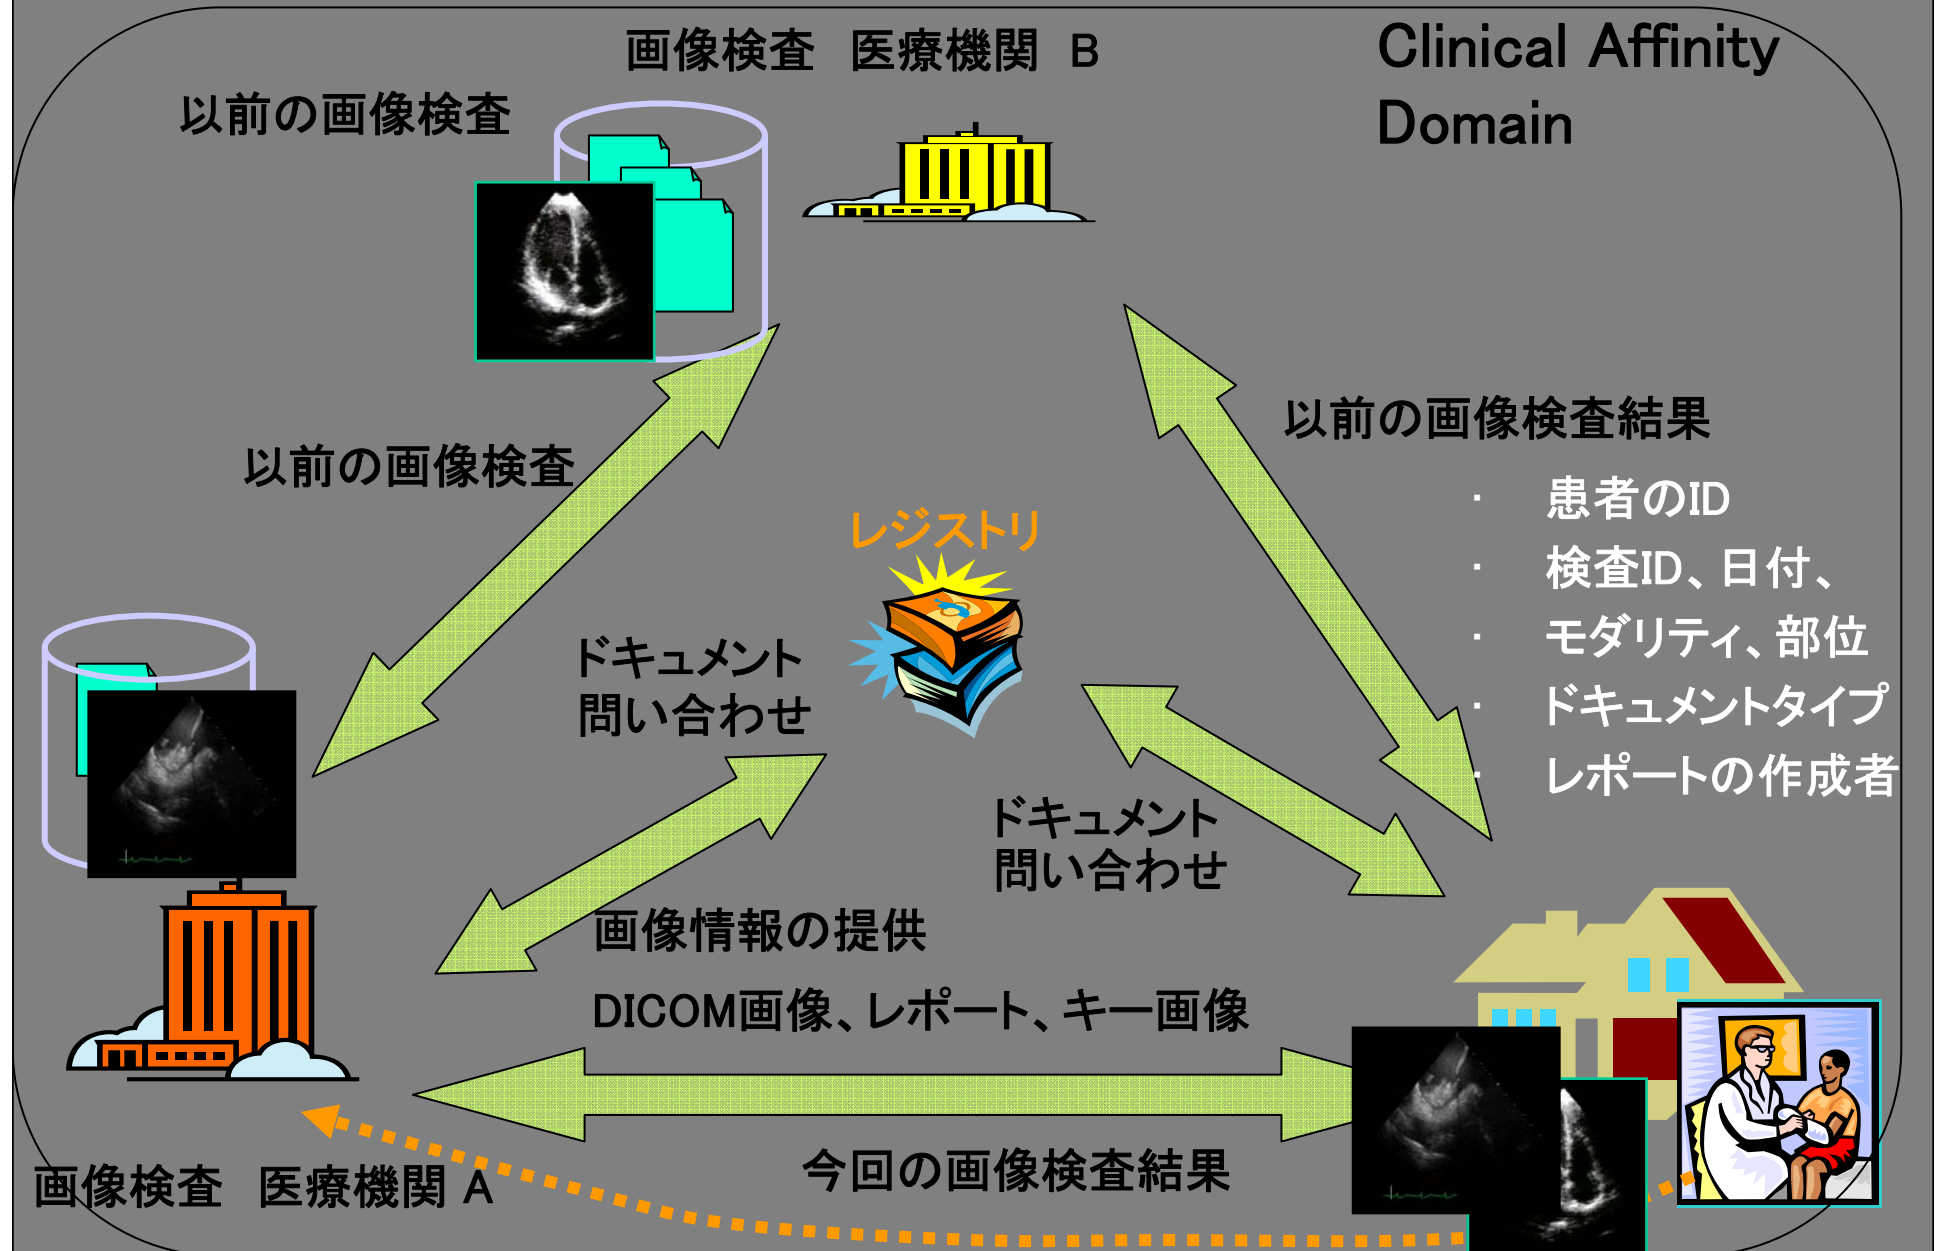 画像検査　医療機関　B
Clinical Affinity
Domain
以前の画像検査
以前の画像検査結果
以前の画像検査
・ 患者のID
・ 検査ID、日付、
・ モダリティ、部位
・ ドキュメントタイプ
・ レポートの作成者
レジストリ
ドキュメント
問い合わせ
ドキュメント
問い合わせ
画像情報の提供
DICOM画像、レポート、キー画像
今回の画像検査結果
画像検査　医療機関 A